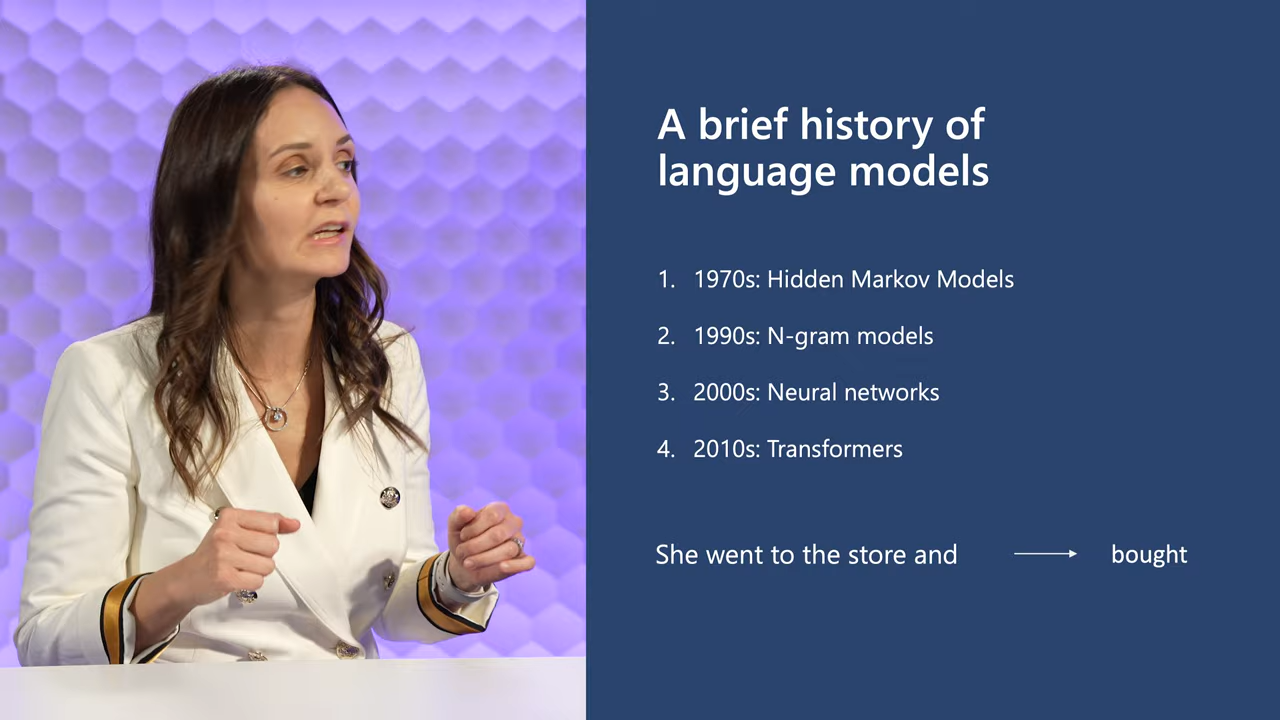 A brief history of
language models
1. 1970s: Hidden Markov Models
2. 1990s: N-gram models
3. 2000s: Neural networks
4. 2010s: Transformers
She went to the store and → bought